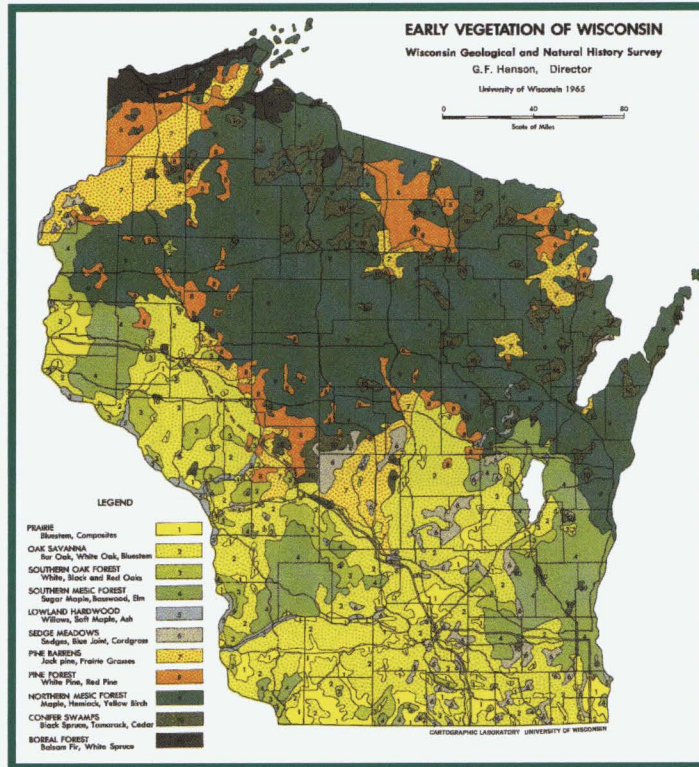 EARLY VEGETATION OF WISCONSIN
Wisconsin Geological and Natural History Survey
G.F. Hanson, Director
University of Wisconsin 1965
0 40 80
Scale of Miles
LEGEND
PRAIRIE
Bluestem, Composites
1
OAK SAVANNA
Bur Oak, White Oak, Bluestem
2
SOUTHERN OAK FOREST
White, Black and Red Oaks
3
SOUTHERN MESIC FOREST
Sugar Maple, Basswood, Elm
4
LOWLAND HARDWOOD
Willows, Soft Maple, Ash
5
SEDGE MEADOWS
Sedges, Blue Joint, Cordgrass
6
PINE BARRENS
Jack pine, Prairie Grasses
7
PINE FOREST
White Pine, Red Pine
8
NORTHERN MESIC FOREST
Maple, Hemlock, Yellow Birch
CONIFER SWAMPS
Black Spruce, Tamarack, Cedar
BOREAL FOREST
Balsam Fir, White Spruce
CARTOGRAPHIC LABORATORY UNIVERSITY OF WISCONSIN